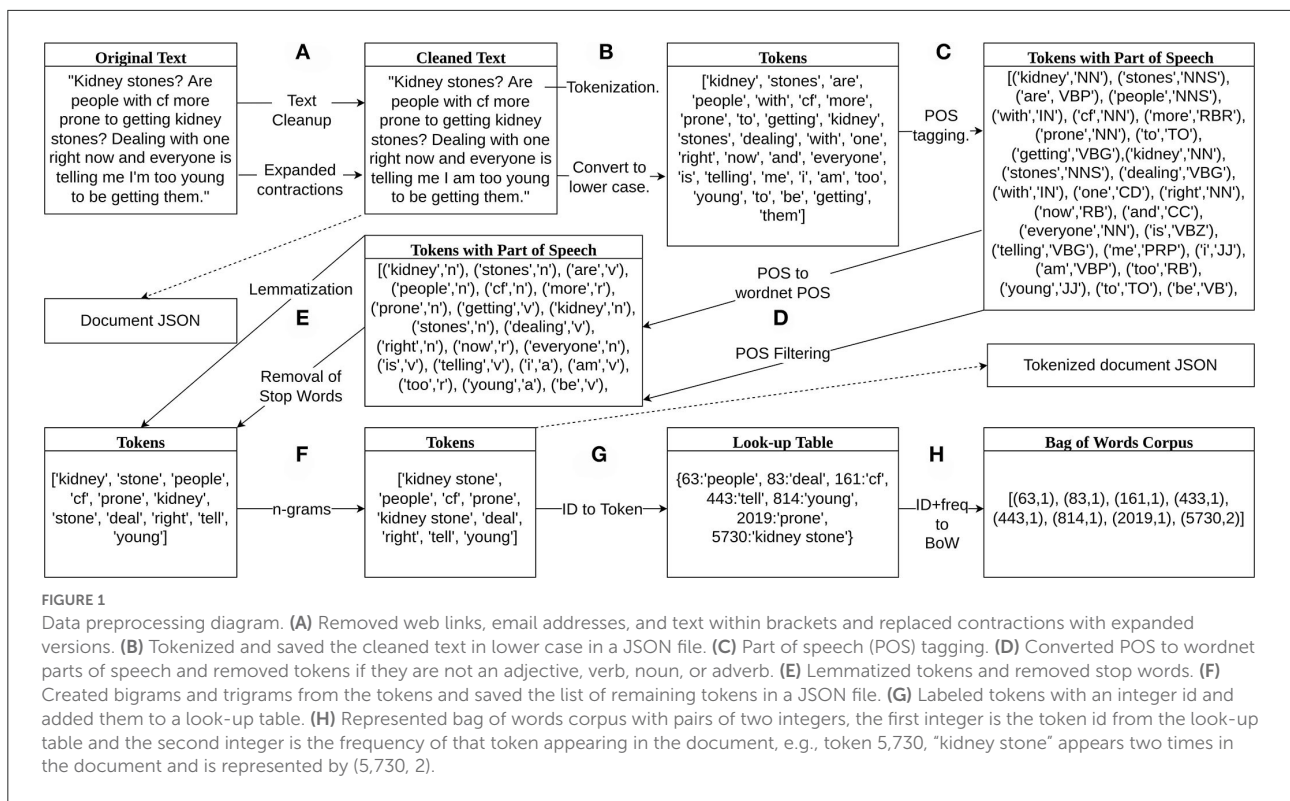 Original Text
"Kidney stones? Are
people with cf more
prone to getting kidney
stones? Dealing with one
right now and everyone is
telling me I'm too young
to be getting them."
A
Text
Cleanup
Expanded
contractions
Cleaned Text
"Kidney stones? Are
people with cf more
prone to getting kidney
stones? Dealing with one
right now and everyone is
telling me I am too young
to be getting them."
B
Tokenization.
Convert to
lower case.
Tokens
['kidney', 'stones', 'are',
'people', 'with', 'cf', 'more',
'prone', 'to', 'getting', 'kidney',
'stones', 'dealing', 'with', 'one',
'right', 'now', 'and', 'everyone',
'is', 'telling', 'me', 'i', 'am', 'too',
'young', 'to', 'be', 'getting',
'them']
C
POS
tagging.
Tokens with Part of Speech
[('kidney','NN'), ('stones','NNS'),
('are', VBP'), ('people','NNS'),
('with','IN'), ('cf','NN'), ('more','RBR'),
('prone','NN'), ('to','TO'),
('getting','VBG'),('kidney','NN'),
('stones','NNS'), ('dealing','VBG'),
('with','IN'), ('one','CD'), ('right','NN'),
('now','RB'), ('and','CC'),
('everyone','NN'), ('is','VBZ'),
('telling','VBG'), ('me','PRP'), ('i','JJ'),
('am','VBP'), ('too','RB'),
('young','JJ'), ('to','TO'), ('be','VB'),
POS to
wordnet POS
D
POS Filtering
Tokens with Part of Speech
[('kidney','n'), ('stones','n'), ('are','v'),
('people','n'), ('cf','n'), ('more','r'),
('prone','n'), ('getting','v'), ('kidney','n'),
('stones','n'), ('dealing','v'),
('right','n'), ('now','r'), ('everyone','n'),
('is','v'), ('telling','v'), ('i','a'), ('am','v'),
('too','r'), ('young','a'), ('be','v'),
Lemmatization
E
Removal of
Stop Words
Document JSON
Tokenized document JSON
Tokens
['kidney', 'stone', 'people',
'cf', 'prone', 'kidney',
'stone', 'deal', 'right', 'tell',
'young']
F
n-grams
Tokens
['kidney stone',
'people', 'cf', 'prone',
'kidney stone', 'deal',
'right', 'tell', 'young']
G
ID to Token
Look-up Table
{63:'people', 83:'deal', 161:'cf',
443:'tell', 814:'young',
2019:'prone',
5730:'kidney stone'}
H
ID+freq
to
BoW
Bag of Words Corpus
[(63,1), (83,1), (161,1), (433,1),
(443,1), (814,1), (2019,1), (5730,2)]
FIGURE 1
Data preprocessing diagram. (A) Removed web links, email addresses, and text within brackets and replaced contractions with expanded
versions. (B) Tokenized and saved the cleaned text in lower case in a JSON file. (C) Part of speech (POS) tagging. (D) Converted POS to wordnet
parts of speech and removed tokens if they are not an adjective, verb, noun, or adverb. (E) Lemmatized tokens and removed stop words. (F)
Created bigrams and trigrams from the tokens and saved the list of remaining tokens in a JSON file. (G) Labeled tokens with an integer id and
added them to a look-up table. (H) Represented bag of words corpus with pairs of two integers, the first integer is the token id from the look-up
table and the second integer is the frequency of that token appearing in the document, e.g., token 5,730, "kidney stone" appears two times in
the document and is represented by (5,730, 2).